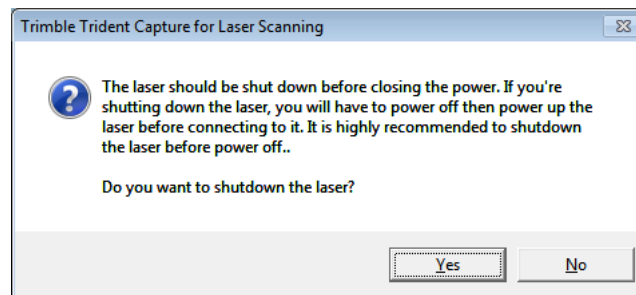 Trimble Trident Capture for Laser Scanning
The laser should be shut down before closing the power. If you're
shutting down the laser, you will have to power off then power up the
laser before connecting to it. It is highly recommended to shutdown
the laser before power off..
Do you want to shutdown the laser?
Yes No